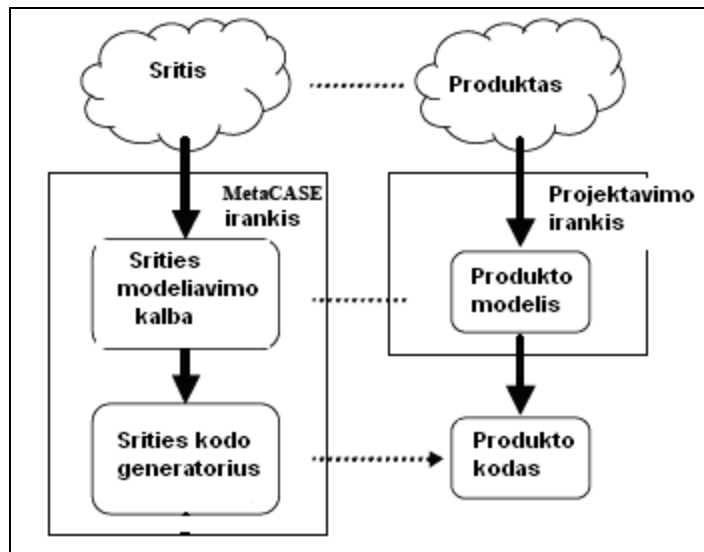 Sritis
Produktas
MetaCASE
irankis
Projektavimo
irankis
Srities
modeliavimo
kalba
Produkto
modelis
Srities kodo
generatorius
Produkto
kodas